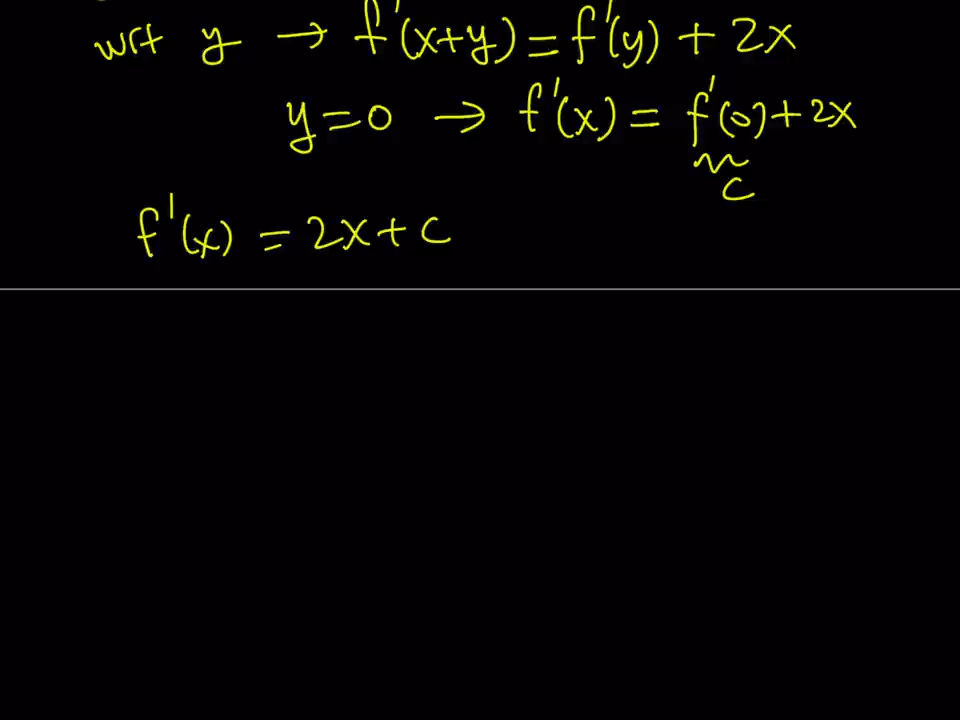 wrt y → f'(x+y) = f'(y) + 2x
y=0 → f'(x) = f'(0) + 2x
c
f'(x) = 2x + c